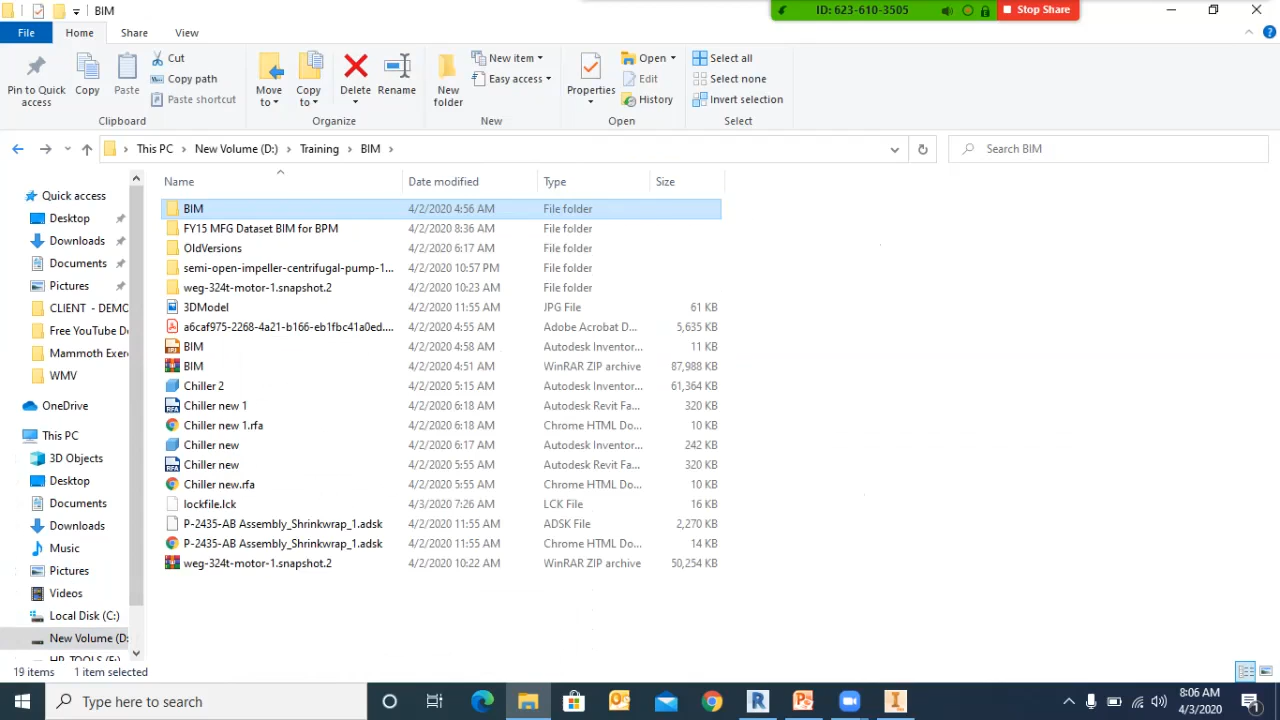 BIM
ID: 623-610-3505
Stop Share
File
Home
Share
View
Pin to Quick access
Copy
Paste
Cut
Copy path
Paste shortcut
Clipboard
Move to
Copy to
Delete
Rename
Organize
New folder
New item
Easy access
New
Properties
Open
Edit
History
Open
Select all
Select none
Invert selection
Select
This PC > New Volume (D:) > Training > BIM >
Search BIM
Name Date modified Type Size
BIM 4/2/2020 4:56 AM File folder
FY15 MFG Dataset BIM for BPM 4/2/2020 8:36 AM File folder
OldVersions 4/2/2020 6:17 AM File folder
semi-open-impeller-centrifugal-pump-1... 4/2/2020 10:57 PM File folder
weg-324t-motor-1.snapshot.2 4/2/2020 10:23 AM File folder
3DModel 4/2/2020 11:55 AM JPG File 61 KB
a6caf975-2268-4a21-b166-eb1fbc41a0ed.... 4/2/2020 4:55 AM Adobe Acrobat D... 5,635 KB
BIM 4/2/2020 4:58 AM Autodesk Inventor... 11 KB
BIM 4/2/2020 4:51 AM WinRAR ZIP archive 87,988 KB
Chiller 2 4/2/2020 5:15 AM Autodesk Inventor... 61,364 KB
Chiller new 1 4/2/2020 6:18 AM Autodesk Revit Fa... 320 KB
Chiller new 1.rfa 4/2/2020 6:18 AM Chrome HTML Do... 10 KB
Chiller new 4/2/2020 6:17 AM Autodesk Inventor... 242 KB
Chiller new 4/2/2020 5:55 AM Autodesk Revit Fa... 320 KB
Chiller new.rfa 4/2/2020 5:55 AM Chrome HTML Do... 10 KB
lockfile.lck 4/3/2020 7:26 AM LCK File 16 KB
P-2435-AB Assembly_Shrinkwrap_1.adsk 4/2/2020 11:55 AM ADSK File 2,270 KB
P-2435-AB Assembly_Shrinkwrap_1.adsk 4/2/2020 11:55 AM Chrome HTML Do... 14 KB
weg-324t-motor-1.snapshot.2 4/2/2020 10:22 AM WinRAR ZIP archive 50,254 KB
Quick access
Desktop
Downloads
Documents
Pictures
CLIENT - DEMO
Free YouTube D
Mammoth Exer
WMV
OneDrive
This PC
3D Objects
Desktop
Documents
Downloads
Music
Pictures
Videos
Local Disk (C:)
New Volume (D:
19 items 1 item selected
Type here to search
8:06 AM
4/3/2020
1